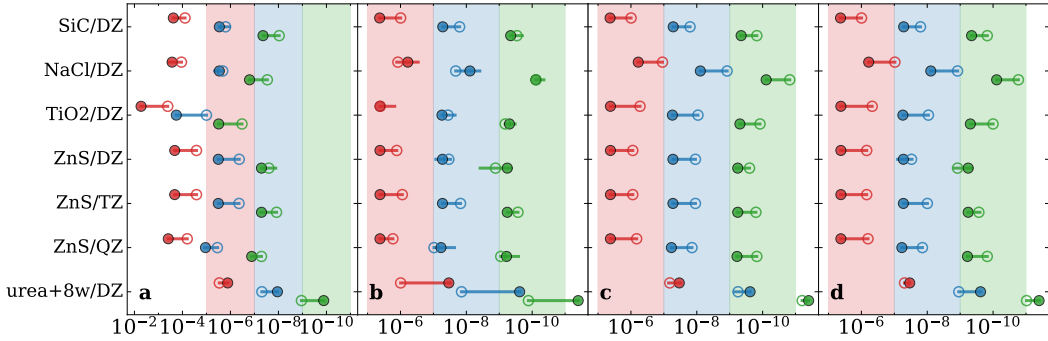 SiC/DZ
NaCl/DZ
TiO2/DZ
ZnS/DZ
ZnS/TZ
ZnS/QZ
urea+8w/DZ
a
b
c
d
10⁻² 10⁻⁴ 10⁻⁶ 10⁻⁸ 10⁻¹⁰
10⁻⁶ 10⁻⁸ 10⁻¹⁰
10⁻⁶ 10⁻⁸ 10⁻¹⁰
10⁻⁶ 10⁻⁸ 10⁻¹⁰